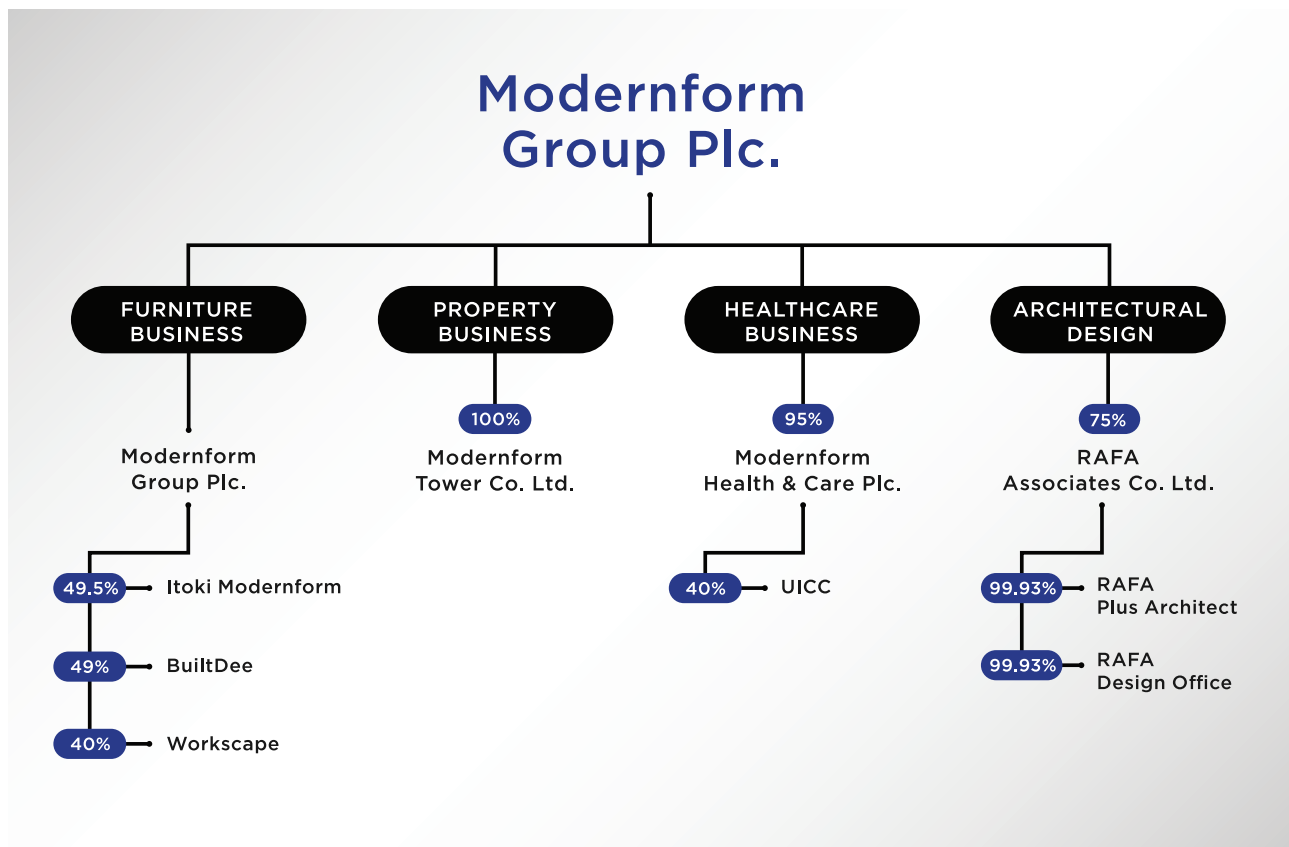 Modernform
Group Plc.
FURNITURE
BUSINESS
PROPERTY
BUSINESS
HEALTHCARE
BUSINESS
ARCHITECTURAL
DESIGN
100%
95%
75%
Modernform
Group Plc.
Modernform
Tower Co. Ltd.
Modernform
Health & Care Plc.
RAFA
Associates Co. Ltd.
49.5%
Itoki Modernform
49%
BuiltDee
40%
Workscape
40%
UICC
99.93%
RAFA
Plus Architect
99.93%
RAFA
Design Office